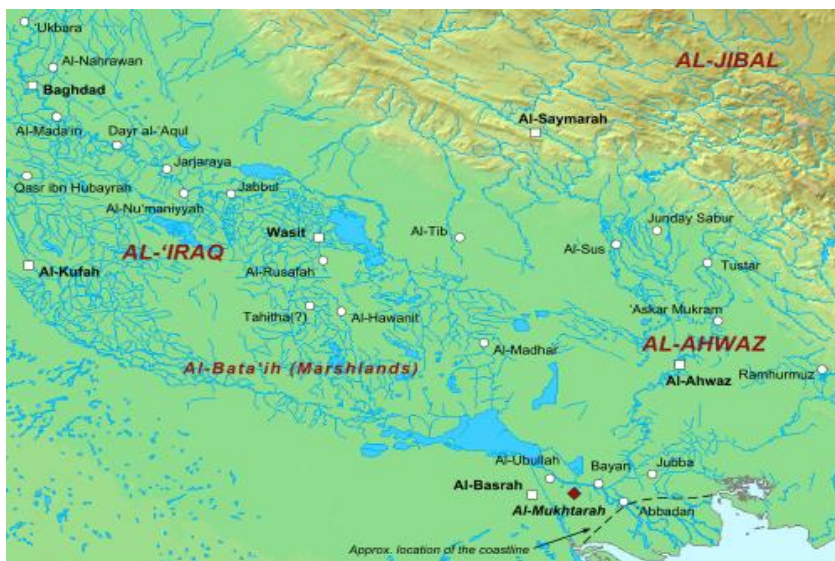 'Ukbara
AL-JIBAL
Al-Nahrawan
Baghdad
Al-Saymarah
Al-Mada'in
Dayr al-'Aqul
Jarjaraya
Qasr ibn Hubayrah
Jabbul
Al-Nu'maniyyah
Junday Sabur
Wasit
Al-Tib
Al-Sus
AL-'IRAQ
Al-Kufah
Al-Rusafah
Tustar
Tahitha(?)
Al-Hawanit
'Askar Mukram
Al-Madhar
AL-AHWAZ
Al-Bata'ih (Marshlands)
Al-Ahwaz
Ramhurmuz
Al-Ubullah
Bayan
Jubba
Al-Basrah
Al-Mukhtarah
'Abbadan
Approx. location of the coastline